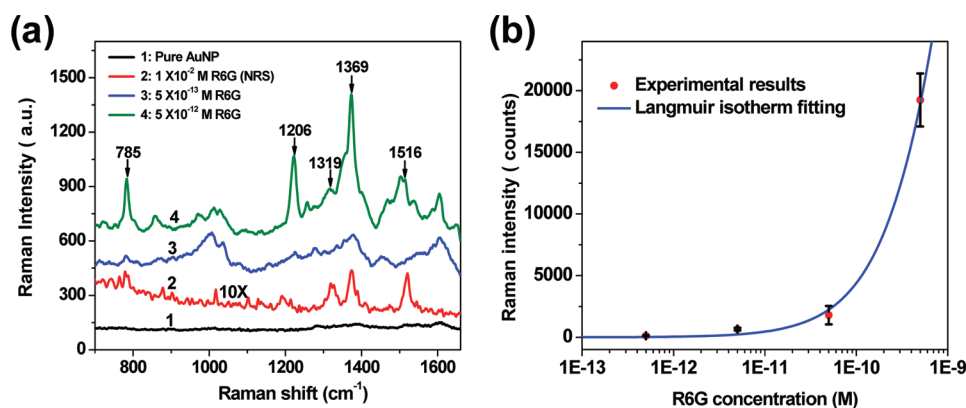 (a)
Raman Intensity ( a.u.)
1500
1200
900
600
300
0
1: Pure AuNP
2: 1 X10⁻² M R6G (NRS)
3: 5 X10⁻¹³ M R6G
4: 5 X10⁻¹² M R6G
785
1206
1319
1369
1516
4
3
2
10X
1
800 1000 1200 1400 1600
Raman shift (cm⁻¹)
(b)
Raman intensity ( counts)
20000
15000
10000
5000
0
Experimental results
Langmuir isotherm fitting
1E-13 1E-12 1E-11 1E-10 1E-9
R6G concentration (M)